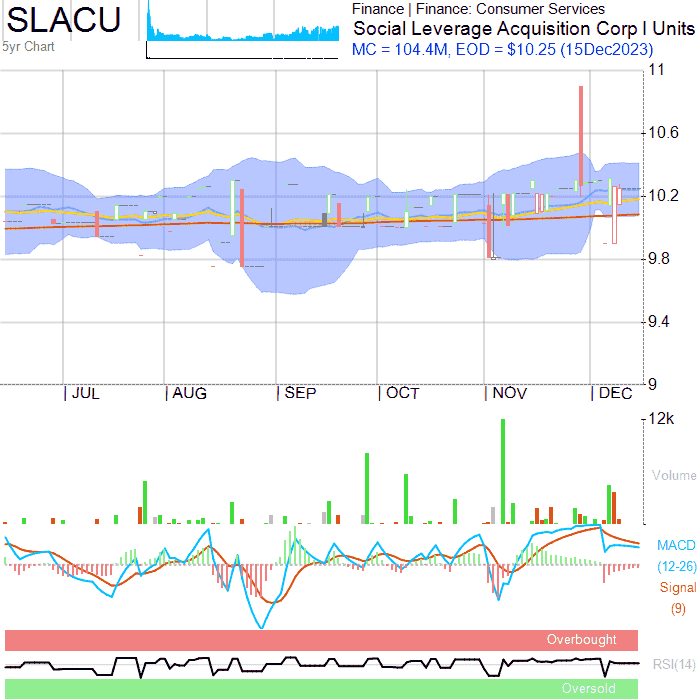 SLACU
5yr Chart
Finance | Finance: Consumer Services
Social Leverage Acquisition Corp I Units
MC = 104.4M, EOD = $10.25 (15Dec2023)
11
10.6
10.2
9.8
9.4
9
JUL AUG SEP OCT NOV DEC
12k
Volume
MACD
(12-26)
Signal
(9)
Overbought
RSI(14)
Oversold